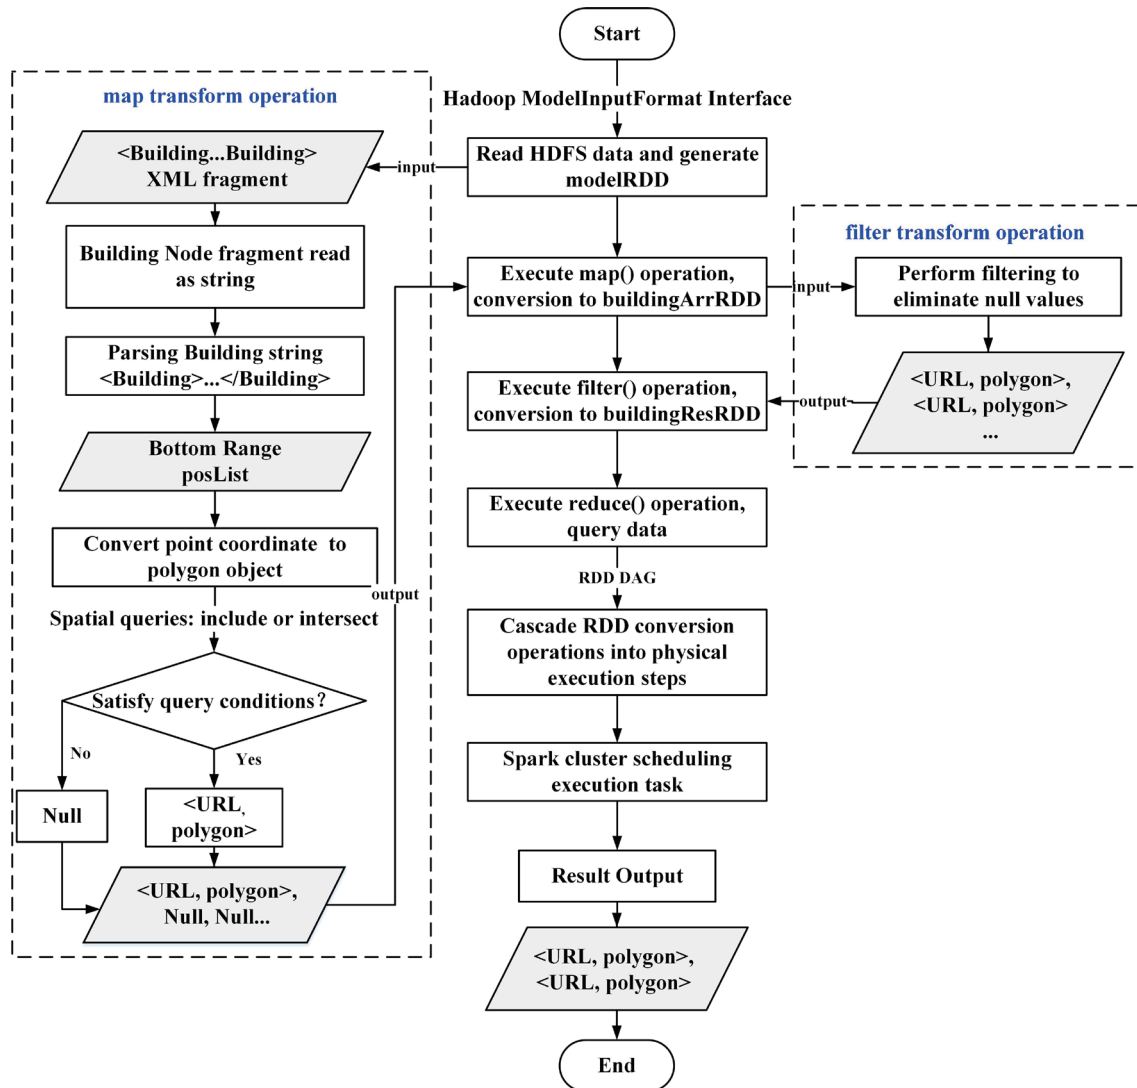 Start
Hadoop ModelInputFormat Interface
Read HDFS data and generate
modelRDD
input
map transform operation
<Building...Building>
XML fragment
Building Node fragment read
as string
Parsing Building string
<Building>...</Building>
Bottom Range
posList
Convert point coordinate to
polygon object
Spatial queries: include or intersect
Satisfy query conditions？
No
Yes
Null
<URL,
polygon>
<URL, polygon>,
Null, Null...
output
Execute map() operation,
conversion to buildingArrRDD
input
filter transform operation
Perform filtering to
eliminate null values
<URL, polygon>,
<URL, polygon>
...
output
Execute filter() operation,
conversion to buildingResRDD
Execute reduce() operation,
query data
RDD DAG
Cascade RDD conversion
operations into physical
execution steps
Spark cluster scheduling
execution task
Result Output
<URL, polygon>,
<URL, polygon>
End